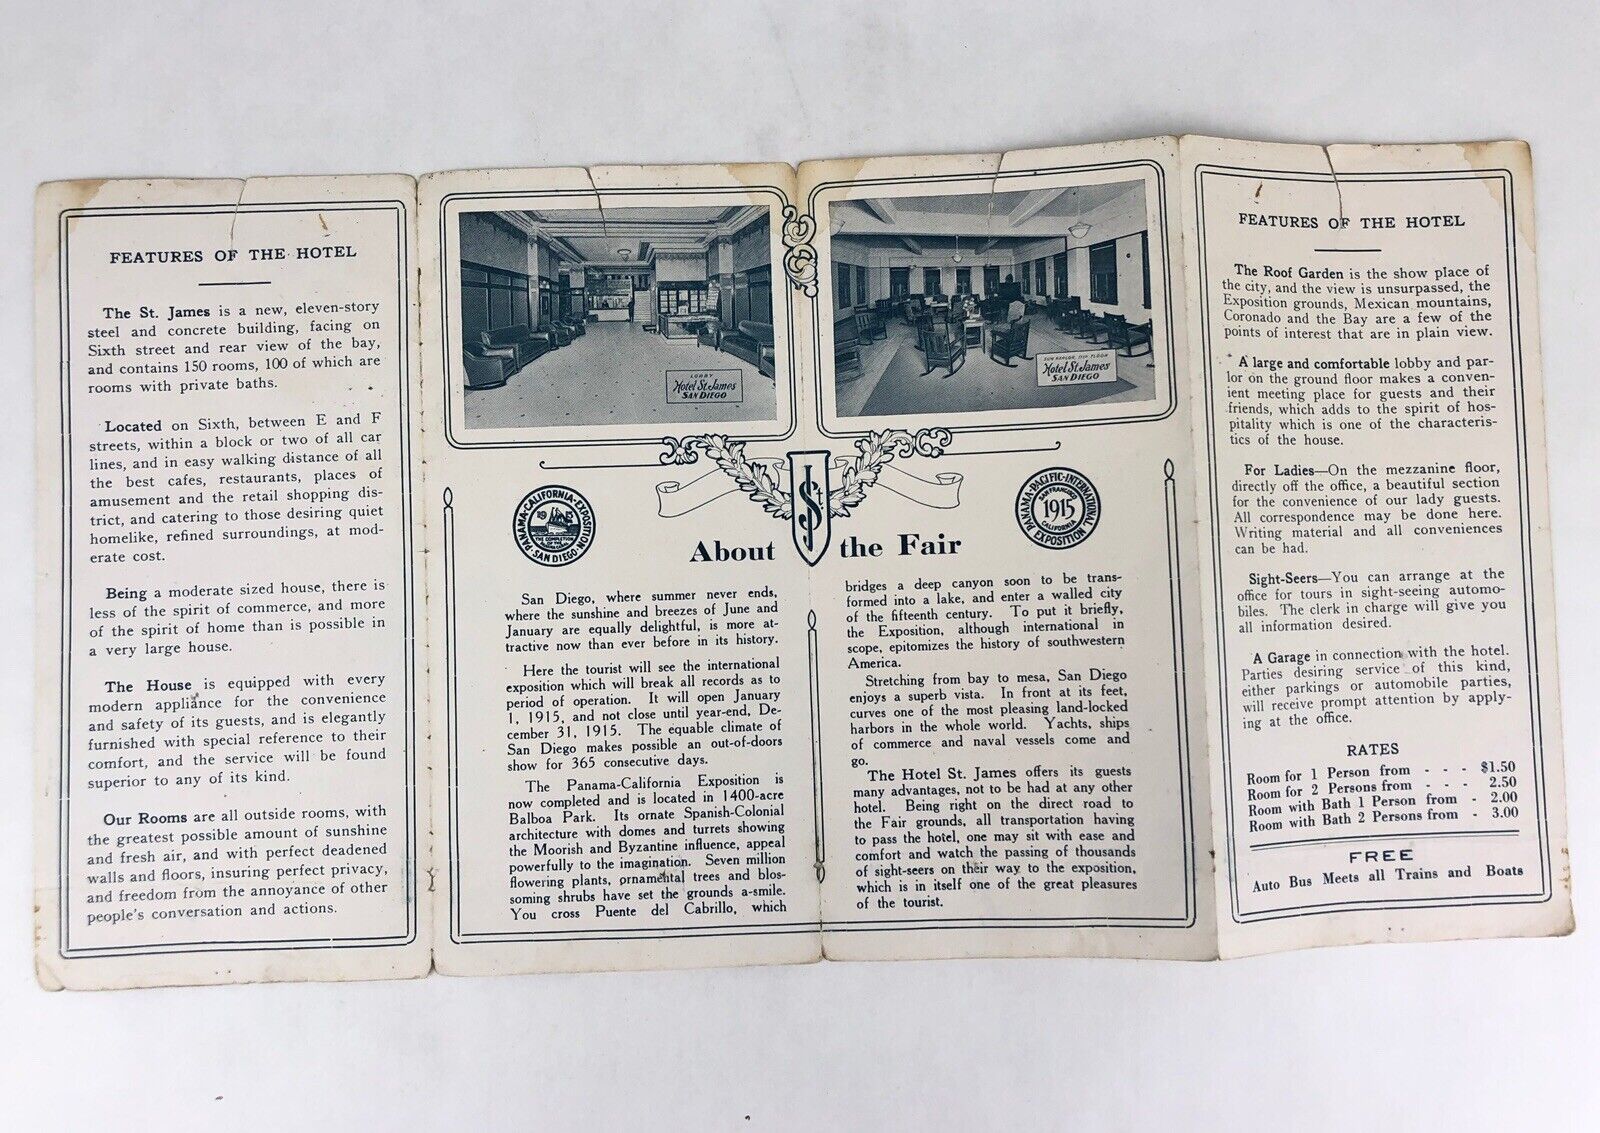 FEATURES OF THE HOTEL
The St. James is a new, eleven-story
steel and concrete building, facing on
Sixth street and rear view of the bay,
and contains 150 rooms, 100 of which are
rooms with private baths.
Located on Sixth, between E and F
streets, within a block or two of all car
lines, and in easy walking distance of all
the best cafes, restaurants, places of
amusement and the retail shopping dis-
trict, and catering to those desiring quiet
homelike, refined surroundings, at mod-
erate cost.
Being a moderate sized house, there is
less of the spirit of commerce, and more
of the spirit of home than is possible in
a very large house.
The House is equipped with every
modern appliance for the convenience
and safety of its guests, and is elegantly
furnished with special reference to their
comfort, and the service will be found
superior to any of its kind.
Our Rooms are all outside rooms, with
the greatest possible amount of sunshine
and fresh air, and with perfect deadened
walls and floors, insuring perfect privacy,
and freedom from the annoyance of other
people's conversation and actions.
LOBBY
Hotel St. James
SAN DIEGO
SUN PARLOR, 11TH FLOOR
Hotel St. James
SAN DIEGO
PANAMA-CALIFORNIA-EXPOSITION
1915
THE COMPLETION
OF THE
SAN DIEGO
St J
PANAMA-PACIFIC-INTERNATIONAL
EXPOSITION
SAN FRANCISCO
1915
CALIFORNIA
About the Fair
San Diego, where summer never ends,
where the sunshine and breezes of June and
January are equally delightful, is more at-
tractive now than ever before in its history.
Here the tourist will see the international
exposition which will break all records as to
period of operation. It will open January
1, 1915, and not close until year-end, De-
cember 31, 1915. The equable climate of
San Diego makes possible an out-of-doors
show for 365 consecutive days.
The Panama-California Exposition is
now completed and is located in 1400-acre
Balboa Park. Its ornate Spanish-Colonial
architecture with domes and turrets showing
the Moorish and Byzantine influence, appeal
powerfully to the imagination. Seven million
flowering plants, ornamental trees and blos-
soming shrubs have set the grounds a-smile.
You cross Puente del Cabrillo, which
bridges a deep canyon soon to be trans-
formed into a lake, and enter a walled city
of the fifteenth century. To put it briefly,
the Exposition, although international in
scope, epitomizes the history of southwestern
America.
Stretching from bay to mesa, San Diego
enjoys a superb vista. In front at its feet,
curves one of the most pleasing land-locked
harbors in the whole world. Yachts, ships
of commerce and naval vessels come and
go.
The Hotel St. James offers its guests
many advantages, not to be had at any other
hotel. Being right on the direct road to
the Fair grounds, all transportation having
to pass the hotel, one may sit with ease and
comfort and watch the passing of thousands
of sight-seers on their way to the exposition,
which is in itself one of the great pleasures
of the tourist.
FEATURES OF THE HOTEL
The Roof Garden is the show place of
the city, and the view is unsurpassed, the
Exposition grounds, Mexican mountains,
Coronado and the Bay are a few of the
points of interest that are in plain view.
A large and comfortable lobby and par-
lor on the ground floor makes a conven-
ient meeting place for guests and their
friends, which adds to the spirit of hos-
pitality which is one of the characteris-
tics of the house.
For Ladies—On the mezzanine floor,
directly off the office, a beautiful section
for the convenience of our lady guests.
All correspondence may be done here.
Writing material and all conveniences
can be had.
Sight-Seers—You can arrange at the
office for tours in sight-seeing automo-
biles. The clerk in charge will give you
all information desired.
A Garage in connection with the hotel.
Parties desiring service of this kind,
either parkings or automobile parties,
will receive prompt attention by apply-
ing at the office.
RATES
Room for 1 Person from - - - $1.50
Room for 2 Persons from - - - 2.50
Room with Bath 1 Person from - 2.00
Room with Bath 2 Persons from - 3.00
FREE
Auto Bus Meets all Trains and Boats